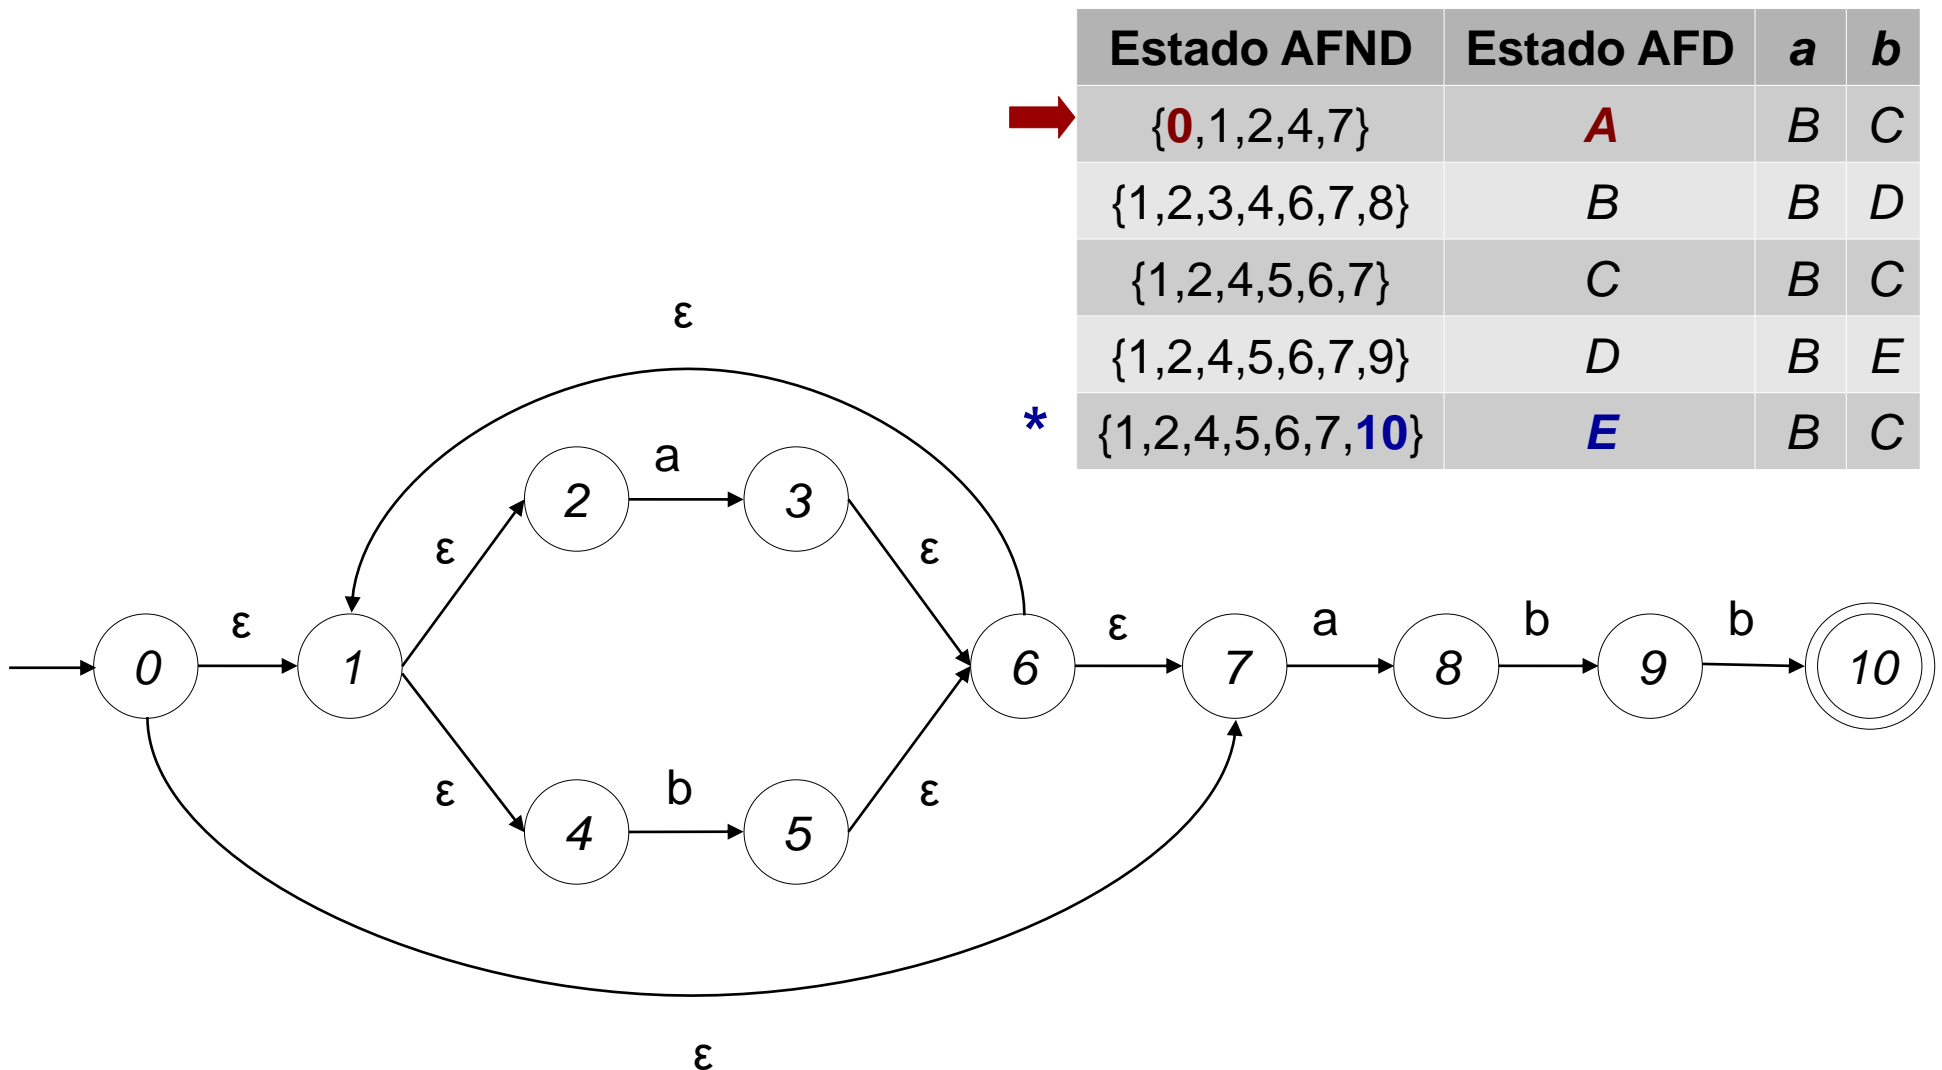 Estado AFND Estado AFD a b
{0,1,2,4,7} A B C
{1,2,3,4,6,7,8} B B D
{1,2,4,5,6,7} C B C
{1,2,4,5,6,7,9} D B E
* {1,2,4,5,6,7,10} E B C
ε
a
2 3
ε ε
ε ε a b b
0 1 6 7 8 9 10
ε b ε
4 5
ε